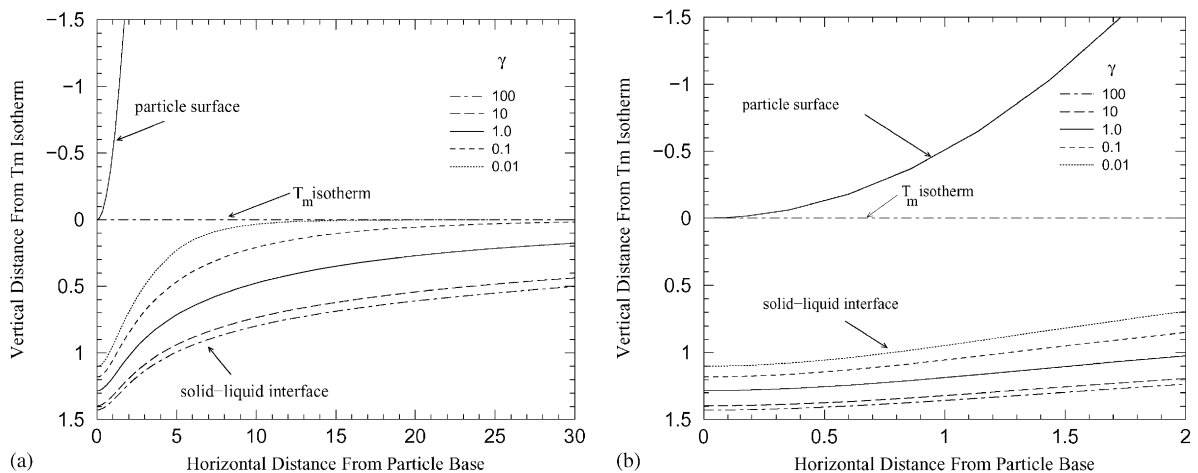 −1.5
−1
−0.5
0
0.5
1
1.5
Vertical Distance From Tm Isotherm
γ
100
10
1.0
0.1
0.01
particle surface
Tm isotherm
solid−liquid interface
0 5 10 15 20 25 30
(a) Horizontal Distance From Particle Base
−1.5
−1
−0.5
0
0.5
1
1.5
Vertical Distance From Tm Isotherm
γ
100
10
1.0
0.1
0.01
particle surface
Tm isotherm
solid−liquid interface
0 0.5 1 1.5 2
(b) Horizontal Distance From Particle Base